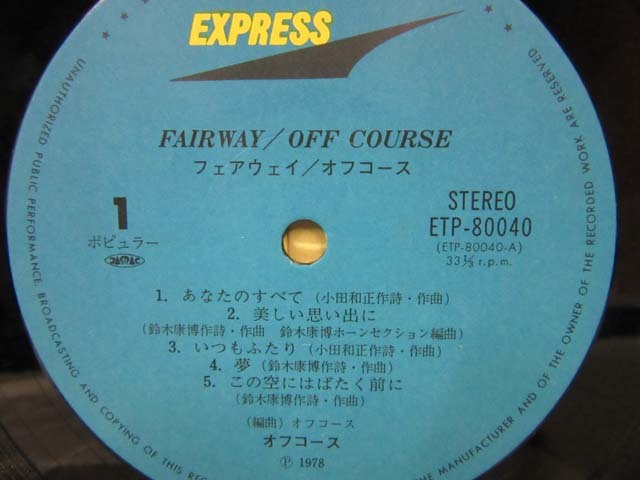 EXPRESS
FAIRWAY/OFF COURSE
フェアウェイ/オフコース
1
ポピュラー
JASRAC
STEREO
ETP-80040
(ETP-80040-A)
33⅓ r.p.m.
1. あなたのすべて (小田和正作詩・作曲)
2. 美しい思い出に
(鈴木康博作詩・作曲 鈴木康博ホーンセクション編曲)
3. いつもふたり (小田和正作詩・作曲)
4. 夢 (鈴木康博作詩・作曲)
5. この空にはばたく前に
(鈴木康博作詩・作曲)
(編曲) オフコース
オフコース
Ⓟ 1978
UNAUTHORIZED PUBLIC PERFORMANCE, BROADCASTING AND COPYING OF THIS
MANUFACTURER AND OF THE OWNER OF THE RECORDED WORK ARE RESERVED